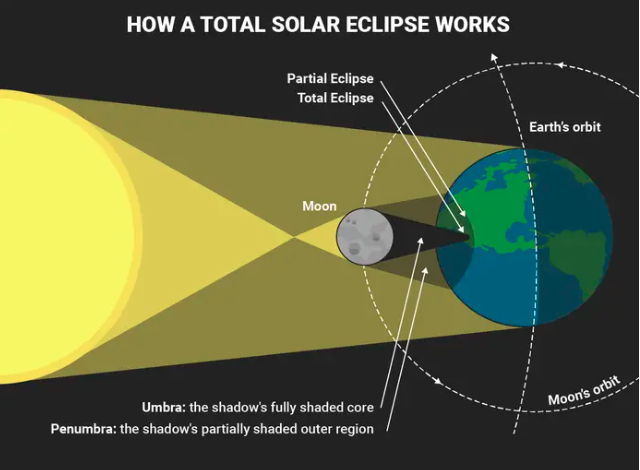 HOW A TOTAL SOLAR ECLIPSE WORKS
Partial Eclipse
Total Eclipse
Earth's orbit
Moon
Moon's orbit
Umbra: the shadow's fully shaded core
Penumbra: the shadow's partially shaded outer region